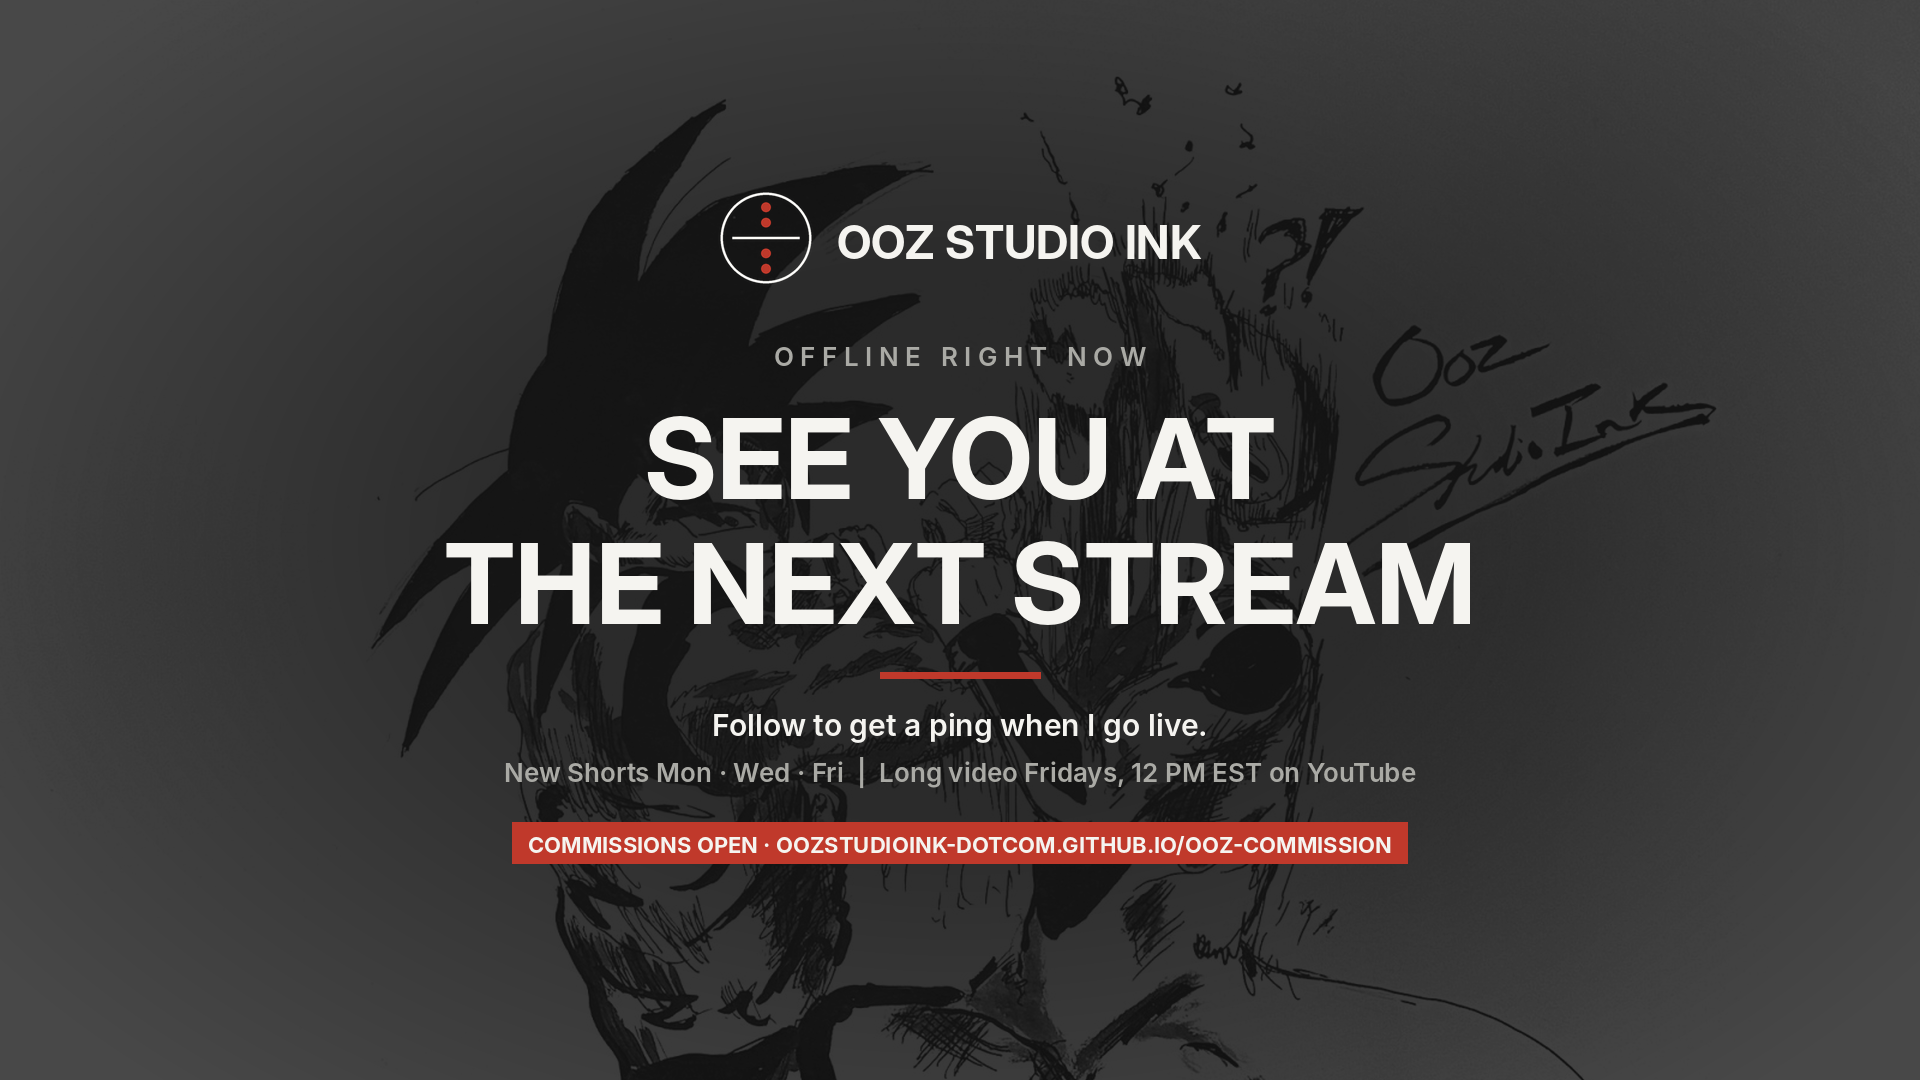 OOZ STUDIO INK
?!
OFFLINE RIGHT NOW
Ooz
Studio Ink
SEE YOU AT
THE NEXT STREAM
Follow to get a ping when I go live.
New Shorts Mon · Wed · Fri | Long video Fridays, 12 PM EST on YouTube
COMMISSIONS OPEN · OOZSTUDIOINK-DOTCOM.GITHUB.IO/OOZ-COMMISSION